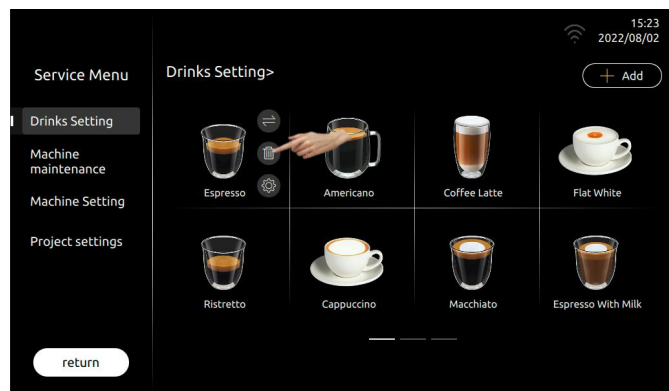 15:23
2022/08/02
Service Menu
Drinks Setting>
+ Add
Drinks Setting
Machine
maintenance
Machine Setting
Project settings
Espresso
Americano
Coffee Latte
Flat White
Ristretto
Cappuccino
Macchiato
Espresso With Milk
return